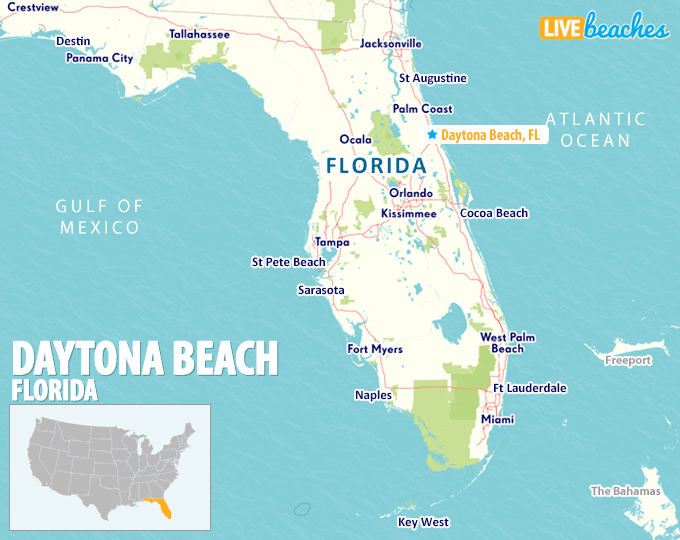 Crestview
LIVEbeaches
Destin
Tallahassee
Jacksonville
Panama City
St Augustine
Palm Coast
ATLANTIC
OCEAN
Daytona Beach, FL
Ocala
FLORIDA
Orlando
GULF OF
MEXICO
Kissimmee
Cocoa Beach
Tampa
St Pete Beach
Sarasota
West Palm
Beach
Fort Myers
Freeport
DAYTONA BEACH
FLORIDA
Naples
Ft Lauderdale
Miami
The Bahamas
Key West